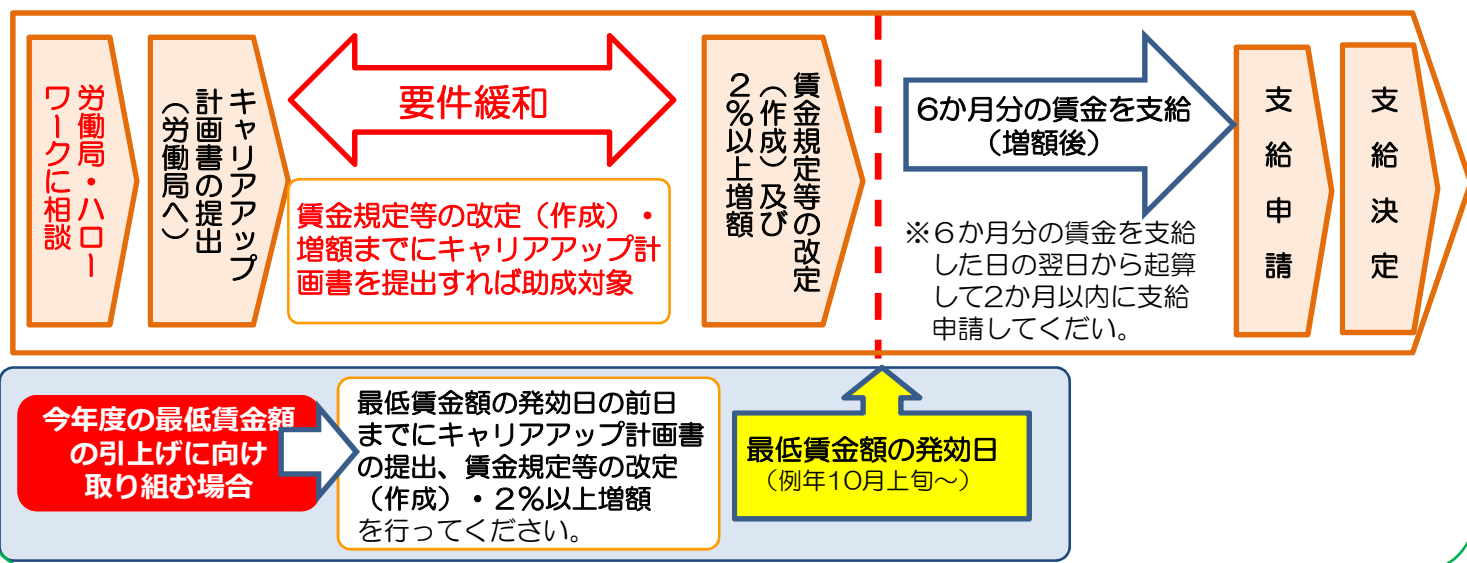 労働局・ハロー
ワークに相談
キャリアアップ
計画書の提出
（労働局へ）
要件緩和
賃金規定等の改定（作成）・
増額までにキャリアアップ計
画書を提出すれば助成対象
賃金規定等の改定
（作成）及び
２％以上増額
6か月分の賃金を支給
（増額後）
※６か月分の賃金を支給
した日の翌日から起算
して2か月以内に支給
申請してくだい。
支給申請
支給決定
今年度の最低賃金額
の引上げに向け
取り組む場合
最低賃金額の発効日の前日
までにキャリアアップ計画書
の提出、賃金規定等の改定
（作成）・２％以上増額
を行ってください。
最低賃金額の発効日
（例年10月上旬～）